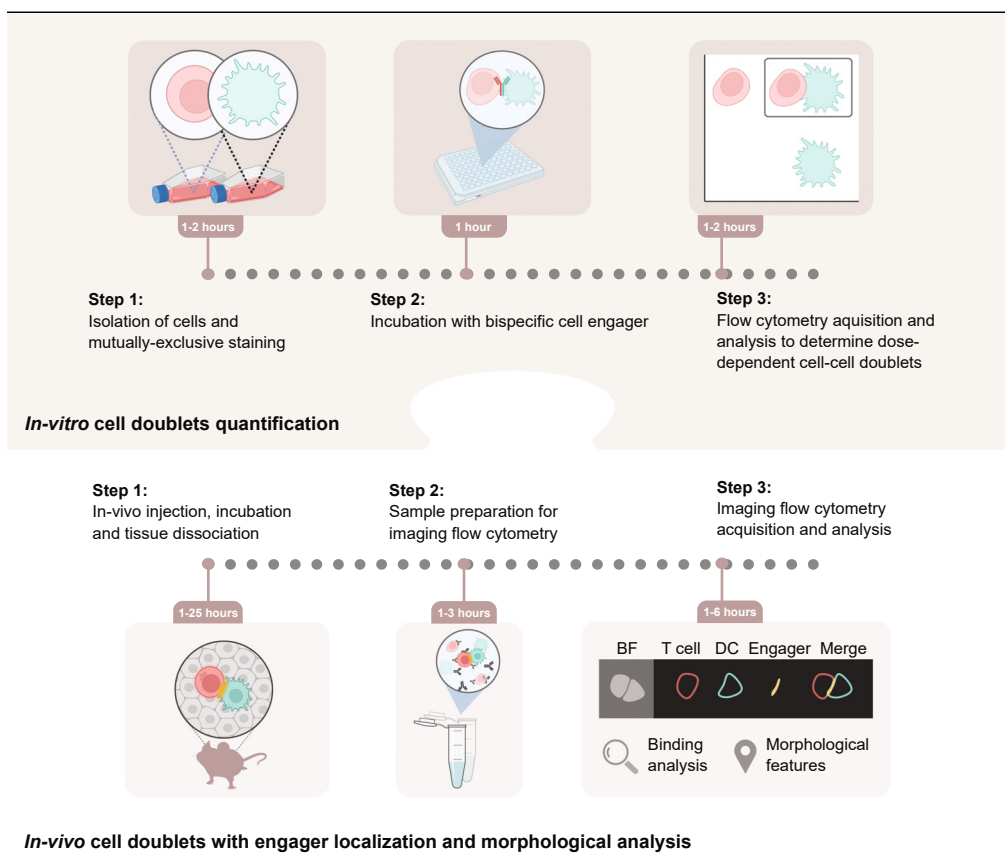 1-2 hours
1 hour
1-2 hours
Step 1:
Isolation of cells and
mutually-exclusive staining
Step 2:
Incubation with bispecific cell engager
Step 3:
Flow cytometry aquisition and
analysis to determine dose-
dependent cell-cell doublets
In-vitro cell doublets quantification
Step 1:
In-vivo injection, incubation
and tissue dissociation
Step 2:
Sample preparation for
imaging flow cytometry
Step 3:
Imaging flow cytometry
acquisition and analysis
1-25 hours
1-3 hours
1-6 hours
BF T cell DC Engager Merge
Binding
analysis
Morphological
features
In-vivo cell doublets with engager localization and morphological analysis